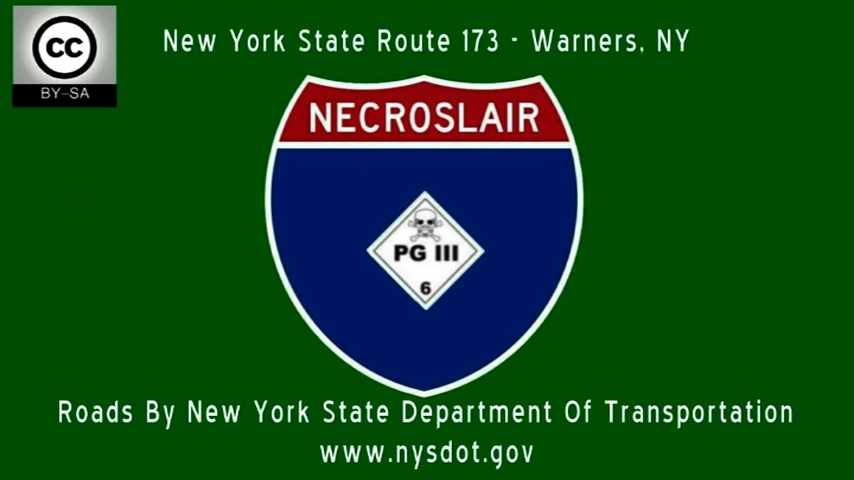 CC
BY-SA
New York State Route 173 - Warners, NY
NECROSLAIR
PG III
6
Roads By New York State Department Of Transportation
www.nysdot.gov